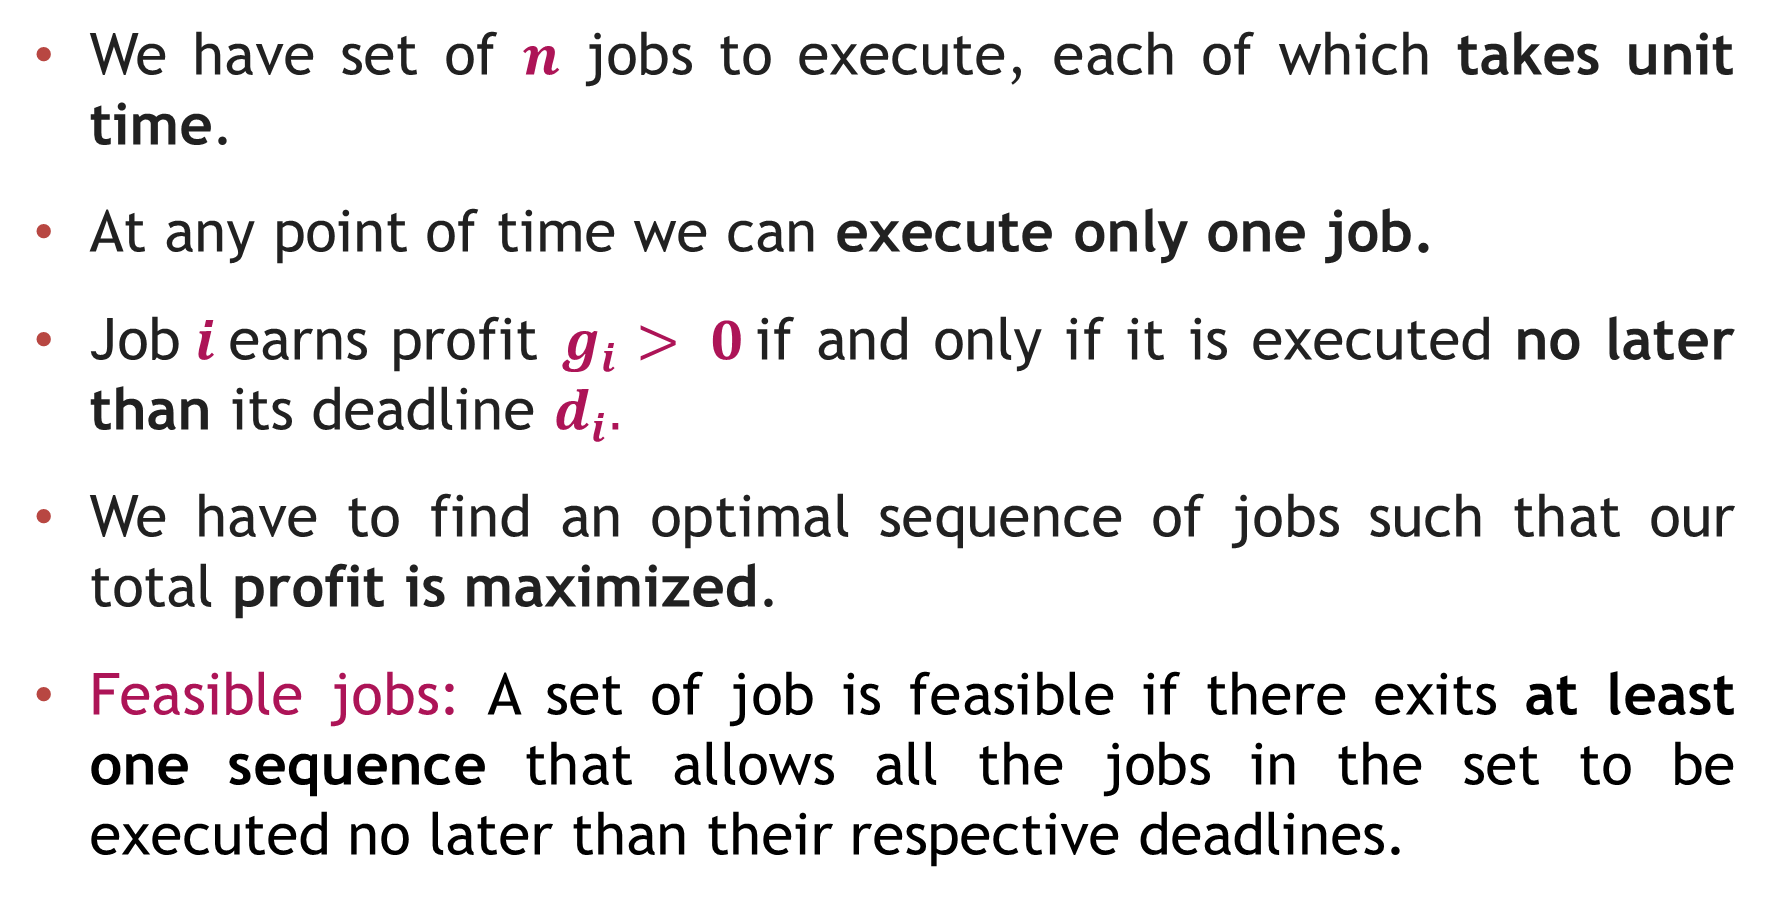 • We have set of n jobs to execute, each of which takes unit
time.
• At any point of time we can execute only one job.
• Job i earns profit gᵢ > 0 if and only if it is executed no later
than its deadline dᵢ.
• We have to find an optimal sequence of jobs such that our
total profit is maximized.
• Feasible jobs: A set of job is feasible if there exits at least
one sequence that allows all the jobs in the set to be
executed no later than their respective deadlines.